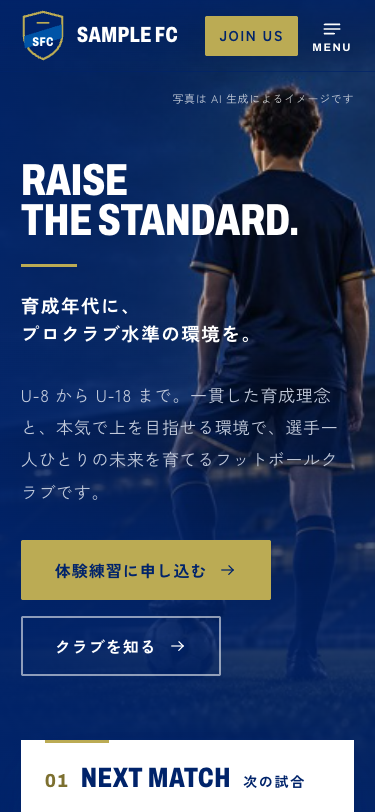 SFC
SAMPLE FC
JOIN US
MENU
写真は AI 生成によるイメージです
RAISE
THE STANDARD.
育成年代に、
プロクラブ水準の環境を。
U-8 から U-18 まで。一貫した育成理念
と、本気で上を目指せる環境で、選手一
人ひとりの未来を育てるフットボールク
ラブです。
体験練習に申し込む →
クラブを知る →
01 NEXT MATCH 次の試合